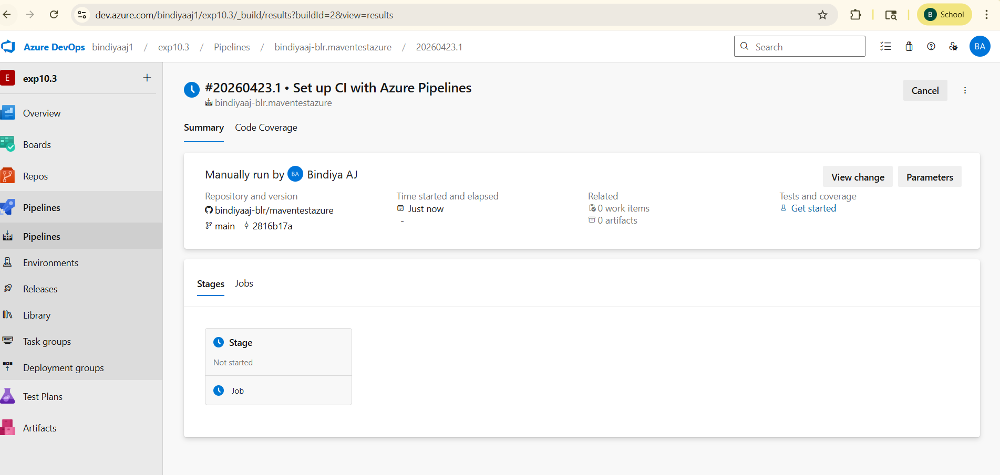 dev.azure.com/bindiyaaj1/exp10.3/_build/results?buildId=2&view=results
B School
Azure DevOps bindiyaaj1 / exp10.3 / Pipelines / bindiyaaj-blr.maventestazure / 20260423.1
Search
BA
E exp10.3
Overview
Boards
Repos
Pipelines
Pipelines
Environments
Releases
Library
Task groups
Deployment groups
Test Plans
Artifacts
#20260423.1 • Set up CI with Azure Pipelines
bindiyaaj-blr.maventestazure
Cancel
Summary Code Coverage
Manually run by BA Bindiya AJ
View change Parameters
Repository and version
bindiyaaj-blr/maventestazure
main 2816b17a
Time started and elapsed
Just now
-
Related
0 work items
0 artifacts
Tests and coverage
Get started
Stages Jobs
Stage
Not started
Job